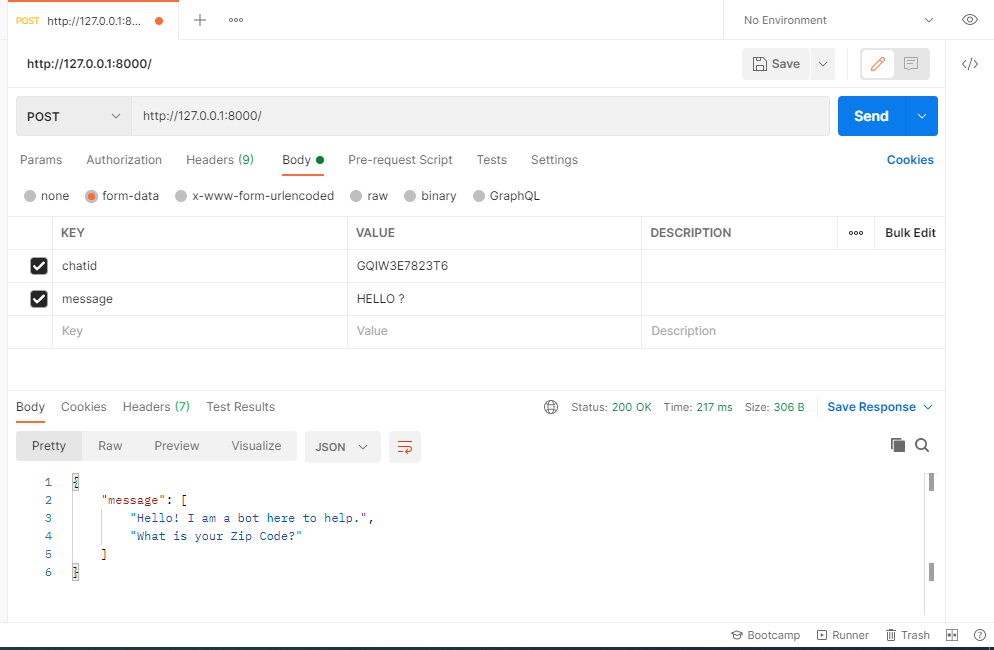 POST http://127.0.0.1:8... No Environment
http://127.0.0.1:8000/ Save
POST http://127.0.0.1:8000/ Send
Params Authorization Headers (9) Body Pre-request Script Tests Settings Cookies
none form-data x-www-form-urlencoded raw binary GraphQL
KEY VALUE DESCRIPTION Bulk Edit
chatid GQIW3E7823T6
message HELLO ?
Key Value Description
Body Cookies Headers (7) Test Results Status: 200 OK Time: 217 ms Size: 306 B Save Response
Pretty Raw Preview Visualize JSON
1 {
2 "message": [
3 "Hello! I am a bot here to help.",
4 "What is your Zip Code?"
5 ]
6 }
Bootcamp Runner Trash